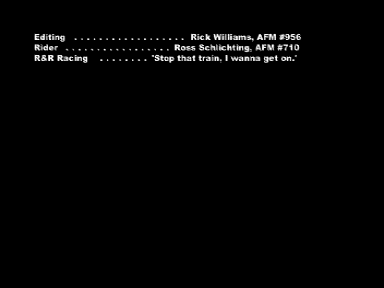 Editing . . . . . . . . . . . . . . . . . . Rick Williams, AFM #956
Rider . . . . . . . . . . . . . . . . . Ross Schlichting, AFM #710
R&R Racing . . . . . . . . "Stop that train, I wanna get on."